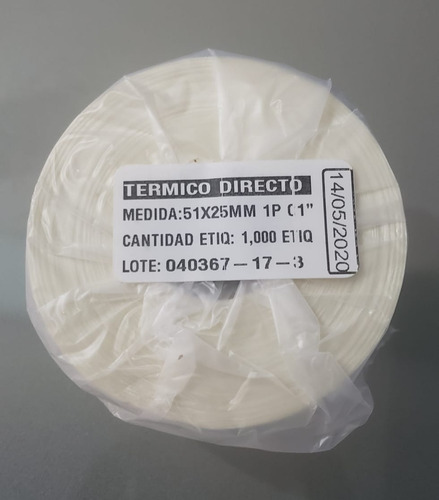 TERMICO DIRECTO
MEDIDA:51X25MM 1P C1"
CANTIDAD ETIQ: 1,000 ETIQ
LOTE: 040367-17-3
14/05/2020